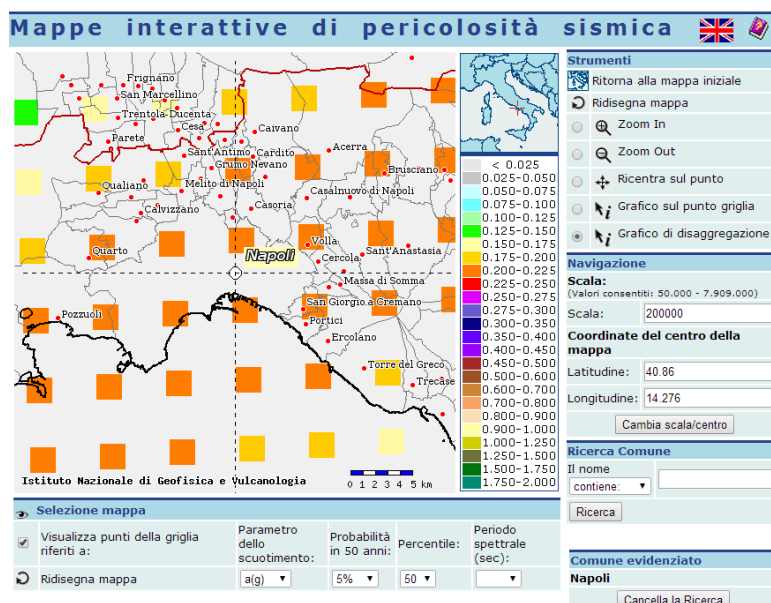 Mappe interattive di pericolosità sismica
Frignano
San Marcellino
Trentola-Ducenta
Cesa
Caivano
Parete
Sant'Antimo
Cardito
Acerra
Grumo Nevano
Brusciano
Qualiano
Melito di Napoli
Casalnuovo di Napoli
Calvizzano
Casoria
Volla
Quarto
Napoli
Sant'Anastasia
Cercola
Massa di Somma
San Giorgio a Cremano
Pozzuoli
Portici
Ercolano
Torre del Greco
Trecase
Istituto Nazionale di Geofisica e Vulcanologia
0 1 2 3 4 5 km
< 0.025
0.025-0.050
0.050-0.075
0.075-0.100
0.100-0.125
0.125-0.150
0.150-0.175
0.175-0.200
0.200-0.225
0.225-0.250
0.250-0.275
0.275-0.300
0.300-0.350
0.350-0.400
0.400-0.450
0.450-0.500
0.500-0.600
0.600-0.700
0.700-0.800
0.800-0.900
0.900-1.000
1.000-1.250
1.250-1.500
1.500-1.750
1.750-2.000
Strumenti
Ritorna alla mappa iniziale
Ridisegna mappa
Zoom In
Zoom Out
Ricentra sul punto
Grafico sul punto griglia
Grafico di disaggregazione
Navigazione
Scala:
(Valori consentiti: 50.000 - 7.909.000)
Scala: 200000
Coordinate del centro della
mappa
Latitudine: 40.86
Longitudine: 14.276
Cambia scala/centro
Ricerca Comune
Il nome
contiene:
Ricerca
Comune evidenziato
Napoli
Cancella la Ricerca
Selezione mappa
Visualizza punti della griglia
riferiti a:
Parametro
dello
scuotimento:
Probabilità
in 50 anni:
Percentile:
Periodo
spettrale
(sec):
Ridisegna mappa
a(g)
5%
50